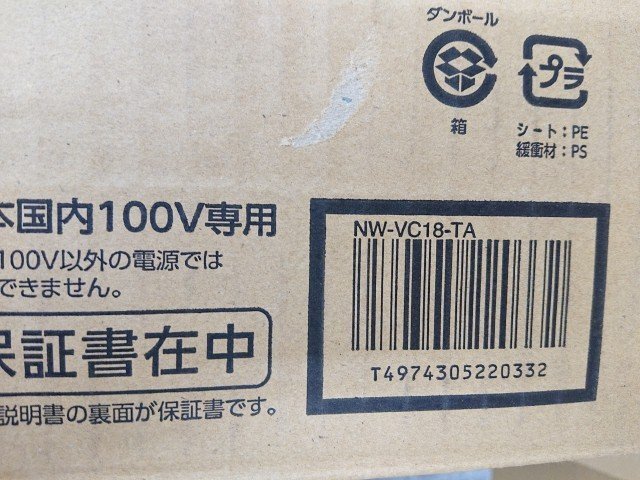 ダンボール
箱
プラ
シート：PE
緩衝材：PS
本国内100V専用
100V以外の電源では
できません。
保証書在中
説明書の裏面が保証書です。
NW-VC18-TA
T4974305220332